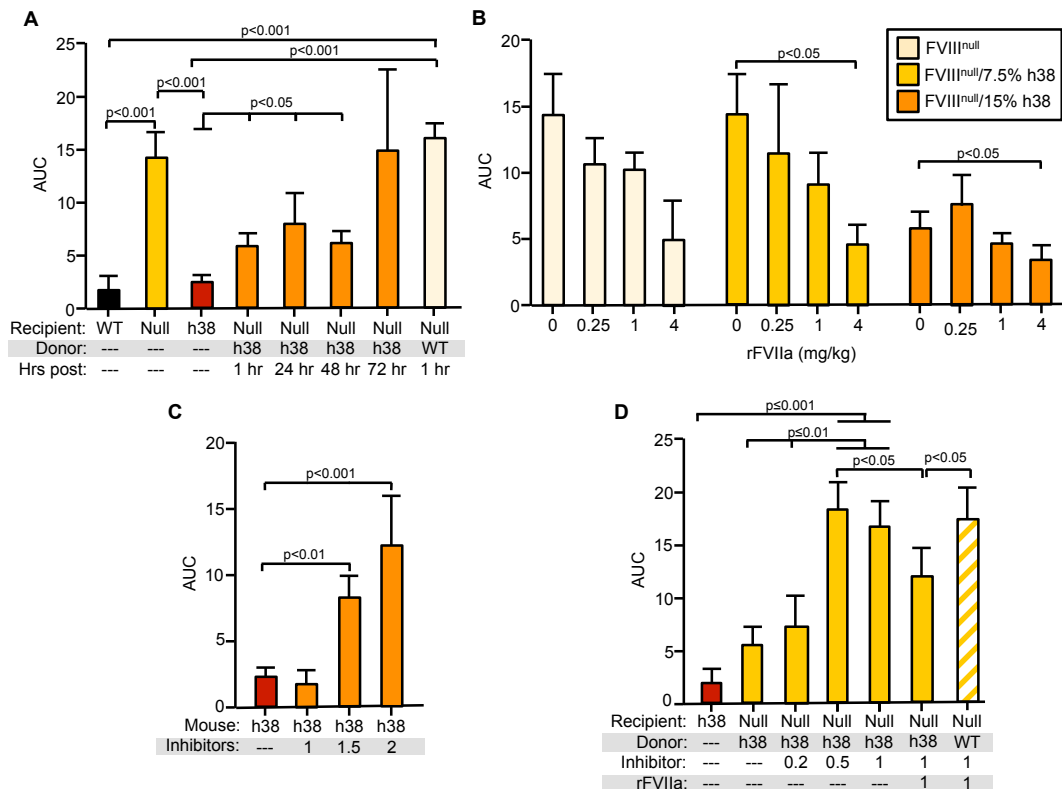 A
p<0.001
p<0.001
p<0.001
p<0.001
p<0.05
25
20
15
10
5
0
AUC
Recipient: WT Null h38 Null Null Null Null Null
Donor: --- --- --- h38 h38 h38 h38 WT
Hrs post: --- --- --- 1 hr 24 hr 48 hr 72 hr 1 hr
B
FVIIInull
FVIIInull/7.5% h38
FVIIInull/15% h38
p<0.05
p<0.05
20
15
10
5
0
AUC
0 0.25 1 4 0 0.25 1 4 0 0.25 1 4
rFVIIa (mg/kg)
C
p<0.001
p<0.01
20
15
10
5
0
AUC
Mouse: h38 h38 h38 h38
Inhibitors: --- 1 1.5 2
D
p≤0.001
p≤0.01
p<0.05 p<0.05
25
20
15
10
5
0
AUC
Recipient: h38 Null Null Null Null Null Null
Donor: --- h38 h38 h38 h38 h38 WT
Inhibitor: --- --- 0.2 0.5 1 1 1
rFVIIa: --- --- --- --- --- 1 1